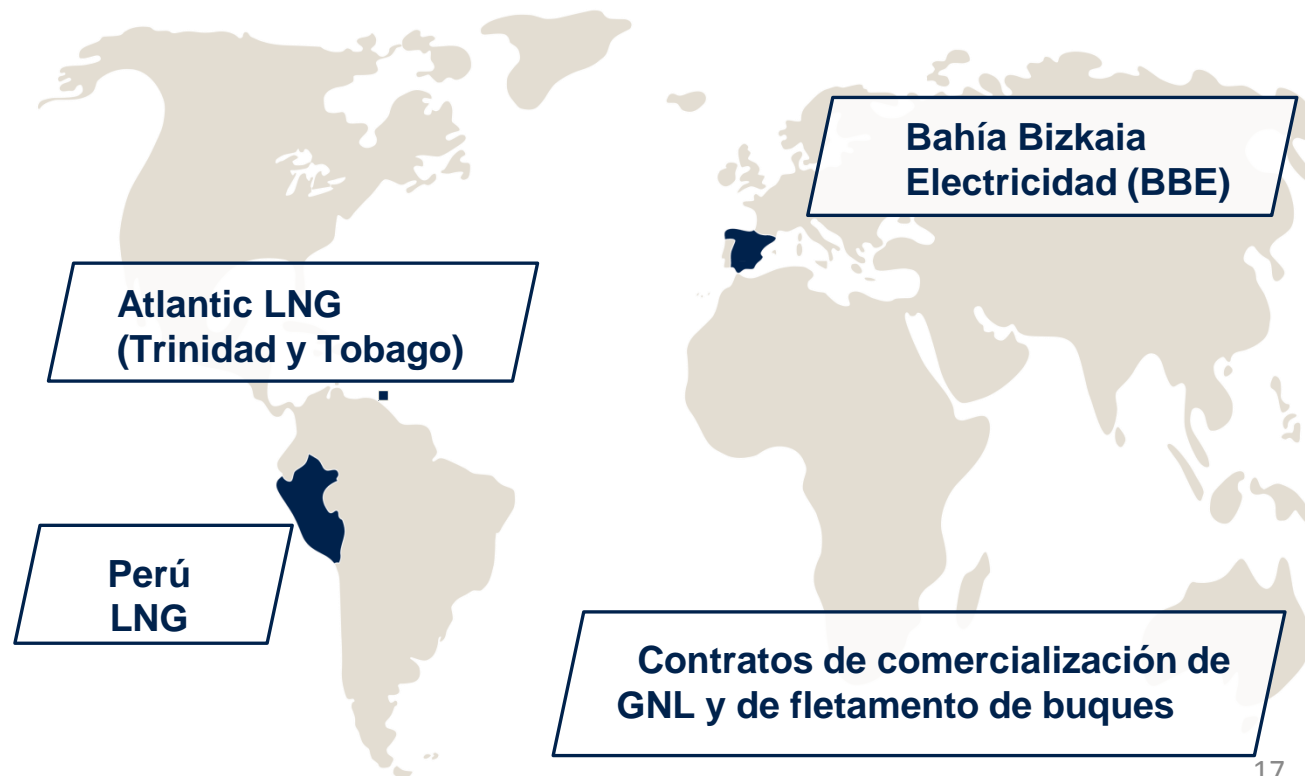 Bahía Bizkaia
Electricidad (BBE)
Atlantic LNG
(Trinidad y Tobago)
Perú
LNG
Contratos de comercialización de
GNL y de fletamento de buques
17